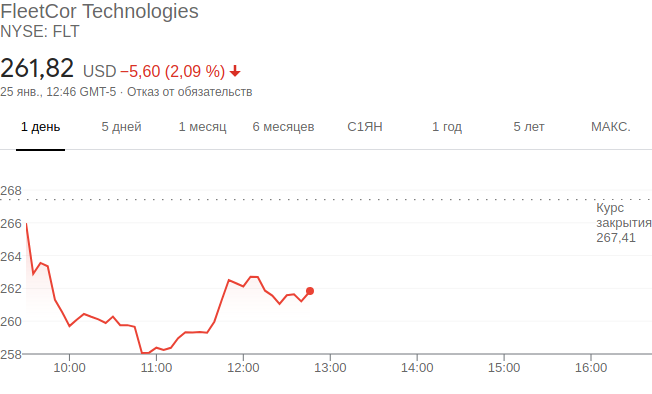 FleetCor Technologies
NYSE: FLT
261,82 USD −5,60 (2,09 %)
25 янв., 12:46 GMT-5 · Отказ от обязательств
1 день 5 дней 1 месяц 6 месяцев С1ЯН 1 год 5 лет МАКС.
268
Курс
266 закрытия
267,41
264
262
260
258
10:00 11:00 12:00 13:00 14:00 15:00 16:00